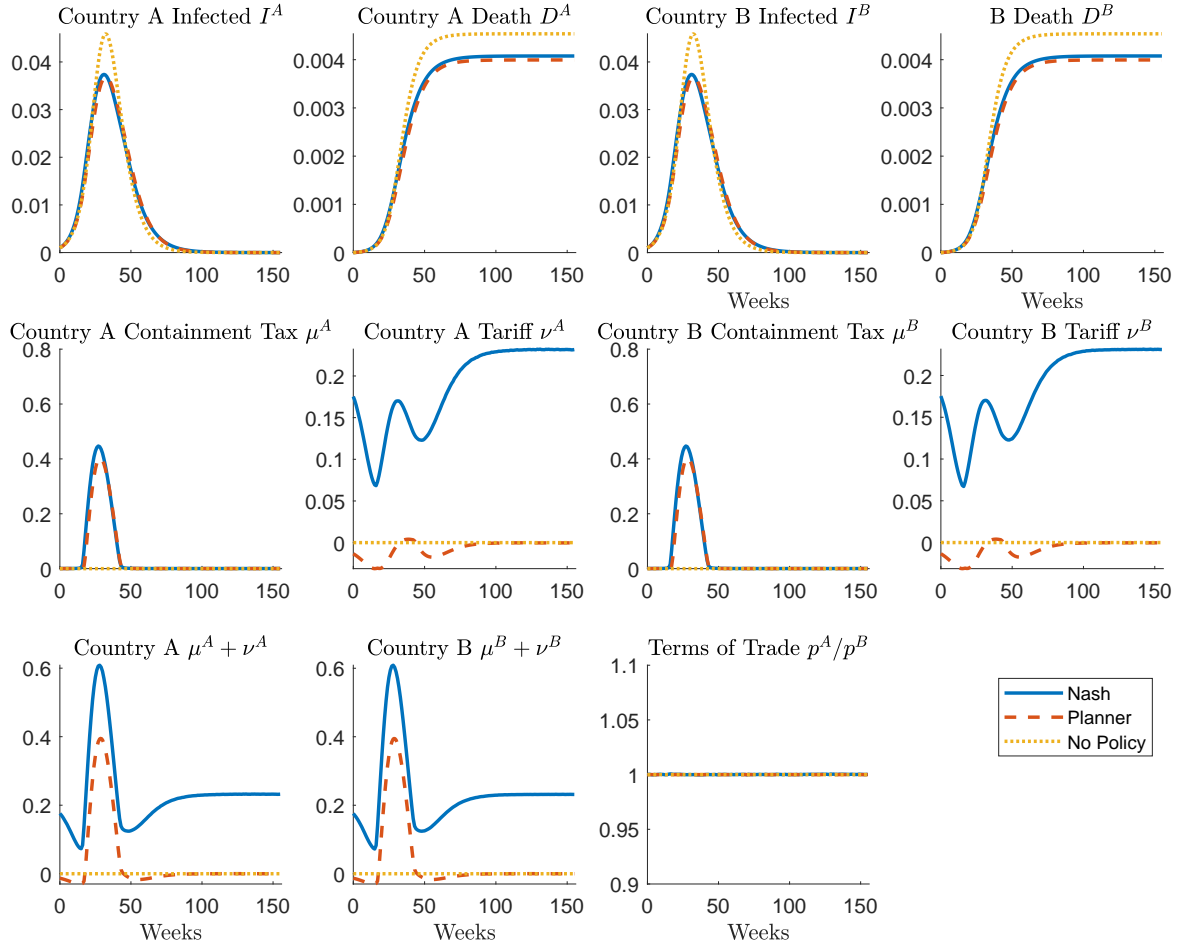 Country A Infected I^A
Country A Death D^A
Country B Infected I^B
B Death D^B
0.04
0.03
0.02
0.01
0
0 50 100 150
0.004
0.003
0.002
0.001
0
0 50 100 150
0.04
0.03
0.02
0.01
0
0 50 100 150
Weeks
0.004
0.003
0.002
0.001
0
0 50 100 150
Weeks
Country A Containment Tax μ^A
Country A Tariff ν^A
Country B Containment Tax μ^B
Country B Tariff ν^B
0.8
0.6
0.4
0.2
0
0 50 100 150
0.2
0.15
0.1
0.05
0
0 50 100 150
0.8
0.6
0.4
0.2
0
0 50 100 150
0.2
0.15
0.1
0.05
0
0 50 100 150
Country A μ^A + ν^A
Country B μ^B + ν^B
Terms of Trade p^A/p^B
0.6
0.4
0.2
0
0 50 100 150
Weeks
0.6
0.4
0.2
0
0 50 100 150
Weeks
1.1
1.05
1
0.95
0.9
0 50 100 150
Nash
Planner
No Policy